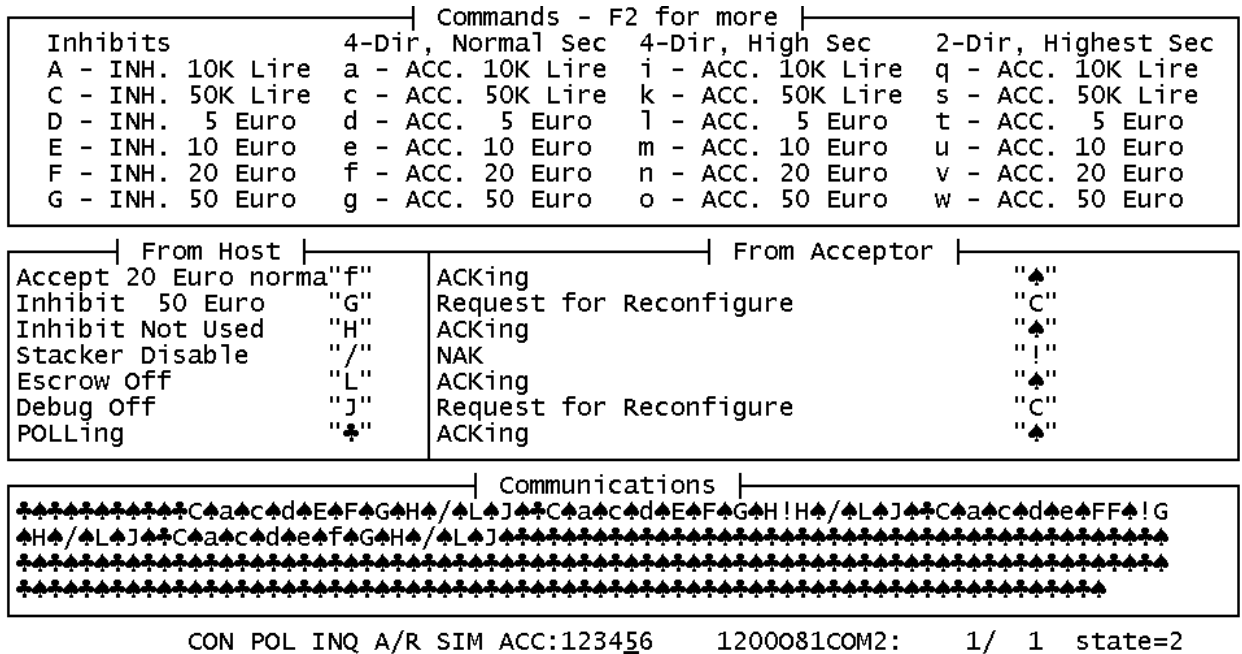 Commands - F2 for more
Inhibits 4-Dir, Normal Sec 4-Dir, High Sec 2-Dir, Highest Sec
A - INH. 10K Lire a - ACC. 10K Lire i - ACC. 10K Lire q - ACC. 10K Lire
C - INH. 50K Lire c - ACC. 50K Lire k - ACC. 50K Lire s - ACC. 50K Lire
D - INH. 5 Euro d - ACC. 5 Euro l - ACC. 5 Euro t - ACC. 5 Euro
E - INH. 10 Euro e - ACC. 10 Euro m - ACC. 10 Euro u - ACC. 10 Euro
F - INH. 20 Euro f - ACC. 20 Euro n - ACC. 20 Euro v - ACC. 20 Euro
G - INH. 50 Euro g - ACC. 50 Euro o - ACC. 50 Euro w - ACC. 50 Euro
From Host From Acceptor
Accept 20 Euro norma"f" ACKing "♠"
Inhibit 50 Euro "G" Request for Reconfigure "C"
Inhibit Not Used "H" ACKing "♠"
Stacker Disable "/" NAK "!"
Escrow Off "L" ACKing "♠"
Debug Off "J" Request for Reconfigure "C"
POLLing "♣" ACKing "♠"
Communications
♣♠♣♠♣♠♣♠♣♠♣C♠a♠c♠d♠E♠F♠G♠H♠/♠L♠J♠♣C♠a♠c♠d♠E♠F♠G♠H!H♠/♠L♠J♠♣C♠a♠c♠d♠e♠FF♠!G
♠H♠/♠L♠J♠♣C♠a♠c♠d♠e♠f♠G♠H♠/♠L♠J♠♣♠♣♠♣♠♣♠♣♠♣♠♣♠♣♠♣♠♣♠♣♠♣♠♣♠♣♠♣♠♣♠♣♠♣♠♣♠♣♠♣♠
♣♠♣♠♣♠♣♠♣♠♣♠♣♠♣♠♣♠♣♠♣♠♣♠♣♠♣♠♣♠♣♠♣♠♣♠♣♠♣♠♣♠♣♠♣♠♣♠♣♠♣♠♣♠♣♠♣♠♣♠♣♠♣♠♣♠♣♠♣♠♣♠♣♠
♣♠♣♠♣♠♣♠♣♠♣♠♣♠♣♠♣♠♣♠♣♠♣♠♣♠♣♠♣♠♣♠♣♠♣♠♣♠♣♠♣♠♣♠♣♠♣♠♣♠♣♠♣♠♣♠♣♠♣♠♣♠♣♠♣♠♣♠♣♠
CON POL INQ A/R SIM ACC:123456 1200O81COM2: 1/ 1 state=2